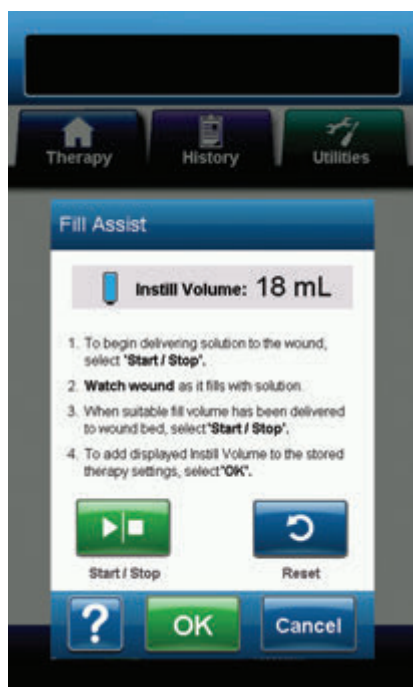 Therapy History Utilities
Fill Assist
Instill Volume: 18 mL
1. To begin delivering solution to the wound,
select "Start / Stop".
2. Watch wound as it fills with solution.
3. When suitable fill volume has been delivered
to wound bed, select "Start / Stop".
4. To add displayed Instill Volume to the stored
therapy settings, select "OK".
Start / Stop Reset
? OK Cancel